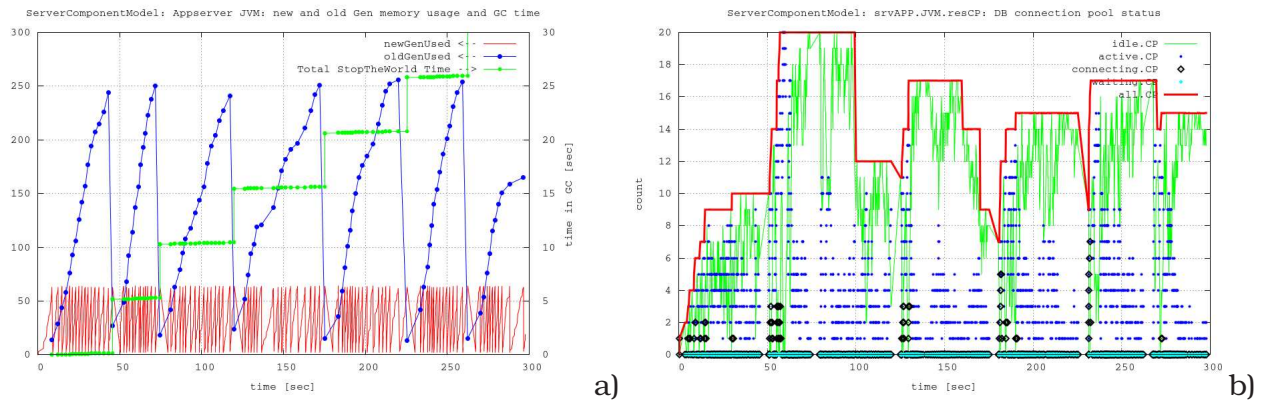 ServerComponentModel: Appserver JVM: new and old Gen memory usage and GC time
300
250
200
150
100
50
0
newGenUsed <--
oldGenUsed <--
Total StopTheWorld Time -->
30
25
20
15
10
5
0
time in GC [sec]
0 50 100 150 200 250 300
time [sec]
a)
ServerComponentModel: srvAPP.JVM.resCP: DB connection pool status
count
20
18
16
14
12
10
8
6
4
2
0
idle.CP
active.CP
connecting.CP
waiting.CP
all.CP
0 50 100 150 200 250 300
time [sec]
b)